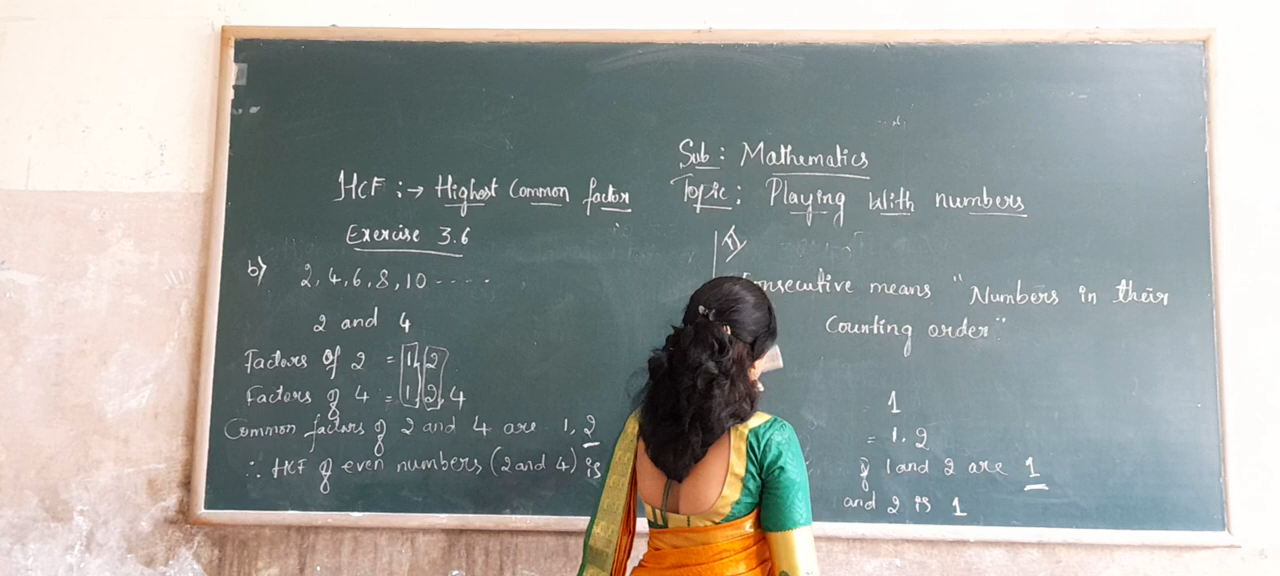 Sub: Mathematics
HCF :→ Highest Common factor
Topic: Playing With numbers
Exercise 3.6
b) 2, 4, 6, 8, 10 - - - - -
2 and 4
Factors of 2 = 1, 2
Factors of 4 = 1, 2, 4
Common factors of 2 and 4 are 1, 2
∴ HCF of even numbers (2 and 4) is
means "Numbers in their
Counting order"
1
= 1, 2
of 1 and 2 are 1
and 2 is 1